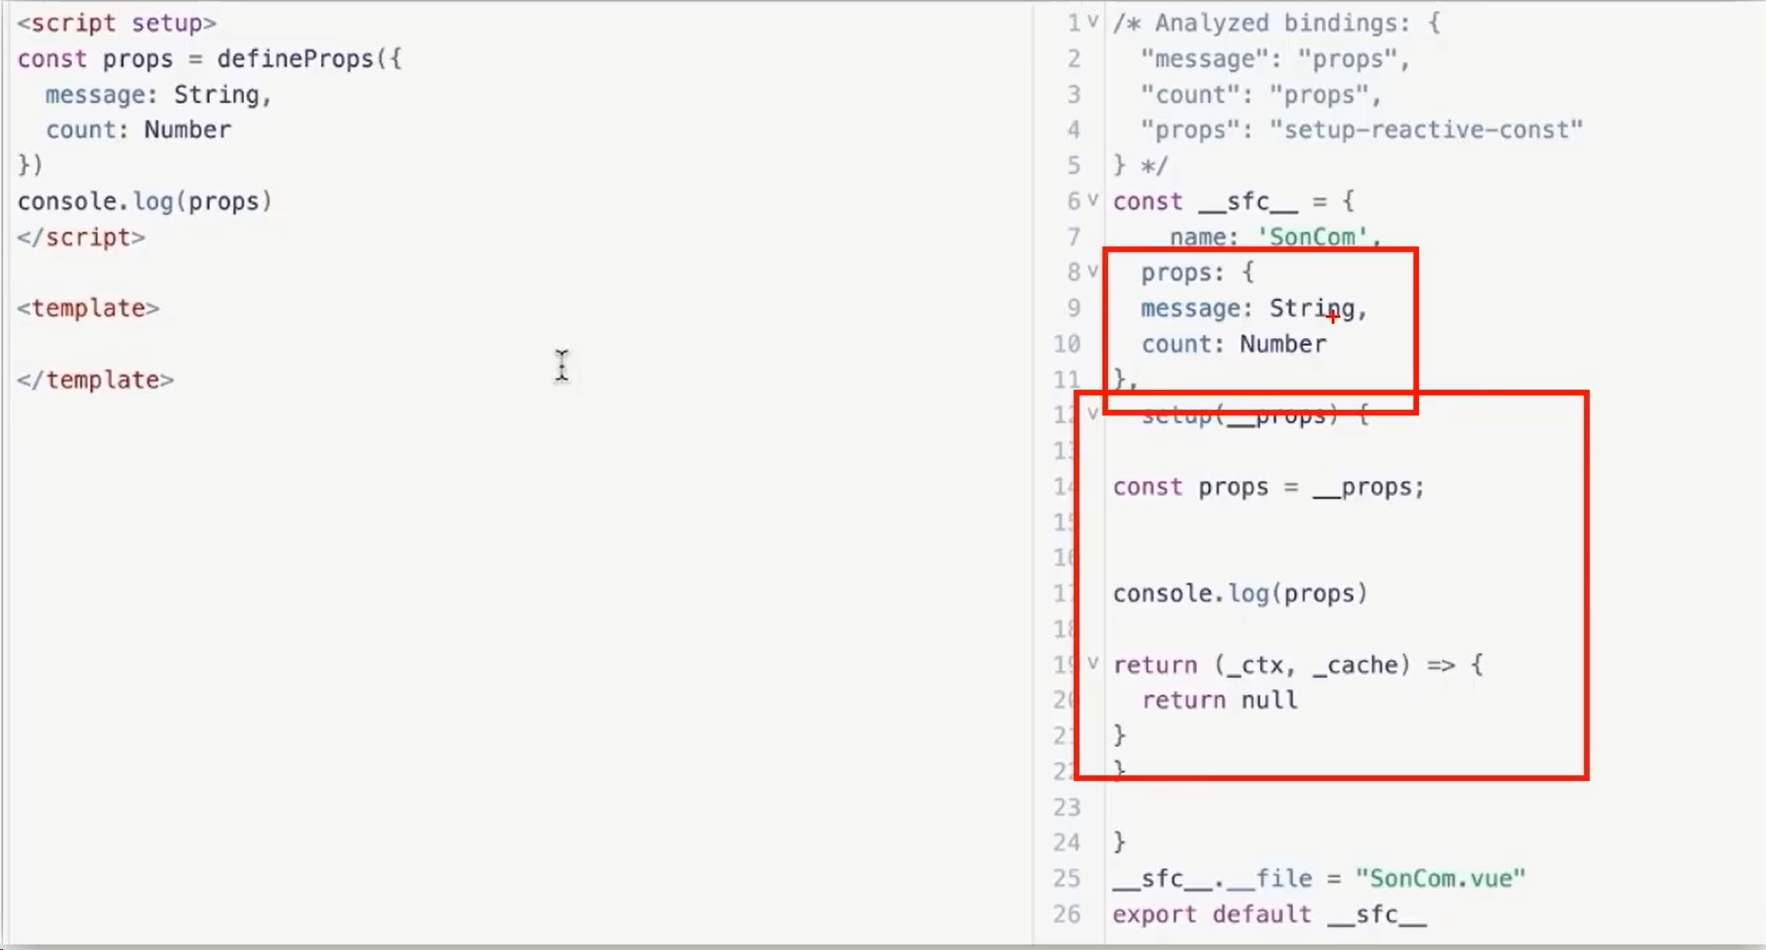 <script setup>
const props = defineProps({
  message: String,
  count: Number
})
console.log(props)
</script>

<template>

</template>
1 v /* Analyzed bindings: {
2   "message": "props",
3   "count": "props",
4   "props": "setup-reactive-const"
5 } */
6 v const __sfc__ = {
7     name: 'SonCom',
8 v   props: {
9   message: String,
10   count: Number
11 },
12 v   setup(__props) {
13
14 const props = __props;
15
16
17 console.log(props)
18
19 v return (_ctx, _cache) => {
20   return null
21 }
22 }
23
24 }
25 __sfc__.__file = "SonCom.vue"
26 export default __sfc__